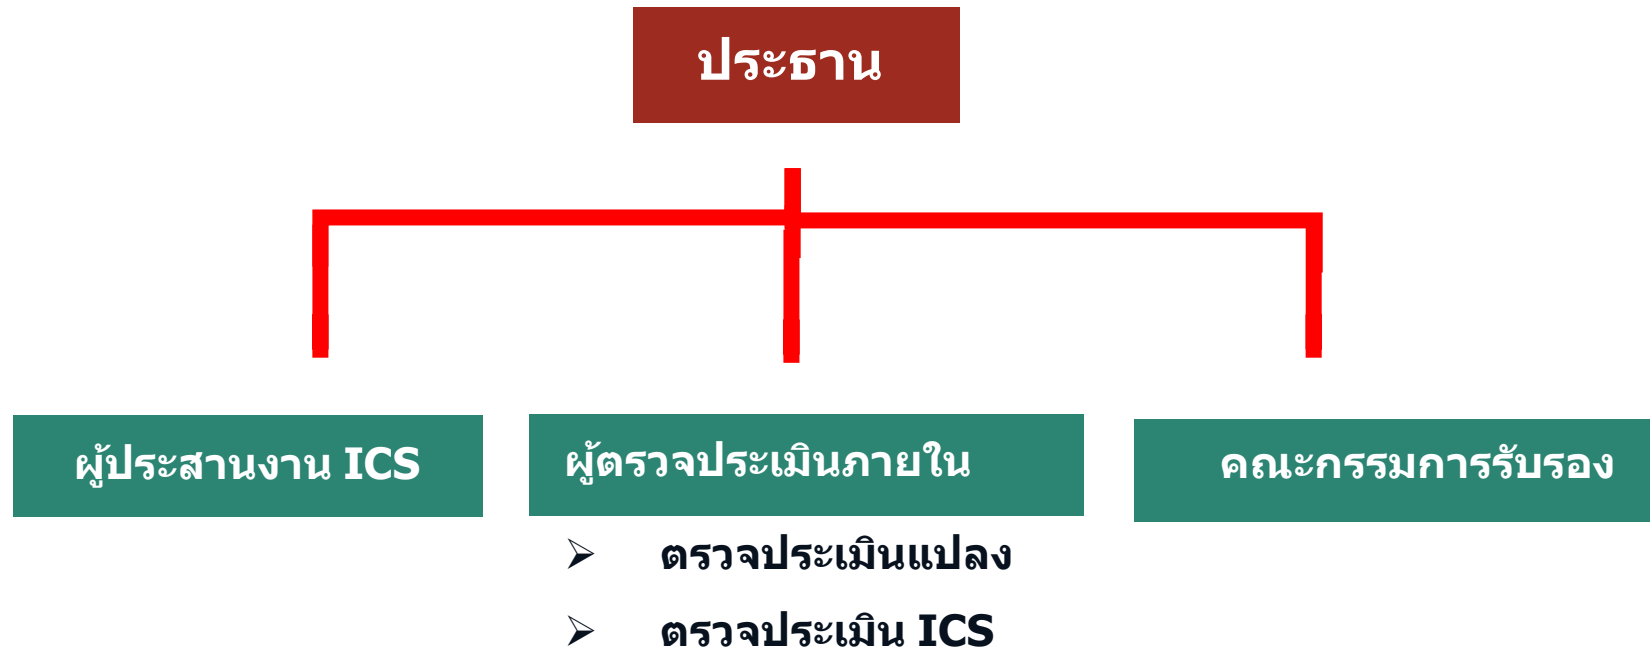 ประธาน
ผู้ประสานงาน ICS
ผู้ตรวจประเมินภายใน
คณะกรรมการรับรอง
➢ ตรวจประเมินแปลง
➢ ตรวจประเมิน ICS